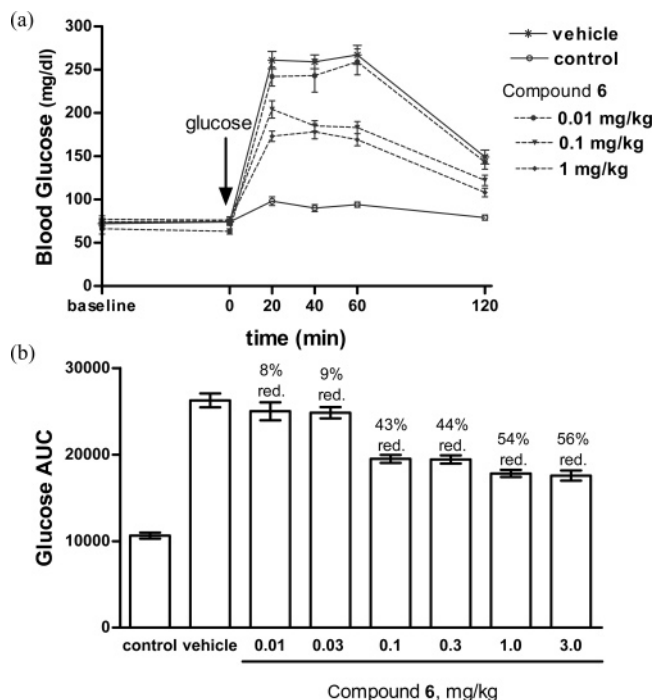 (a)
300
250
200
150
100
50
0
Blood Glucose (mg/dl)
glucose
baseline 0 20 40 60 120
time (min)
vehicle
control
Compound 6
0.01 mg/kg
0.1 mg/kg
1 mg/kg
(b)
30000
20000
10000
0
Glucose AUC
8% 9%
red. red.
43% 44%
red. red.
54% 56%
red. red.
control vehicle 0.01 0.03 0.1 0.3 1.0 3.0
Compound 6, mg/kg